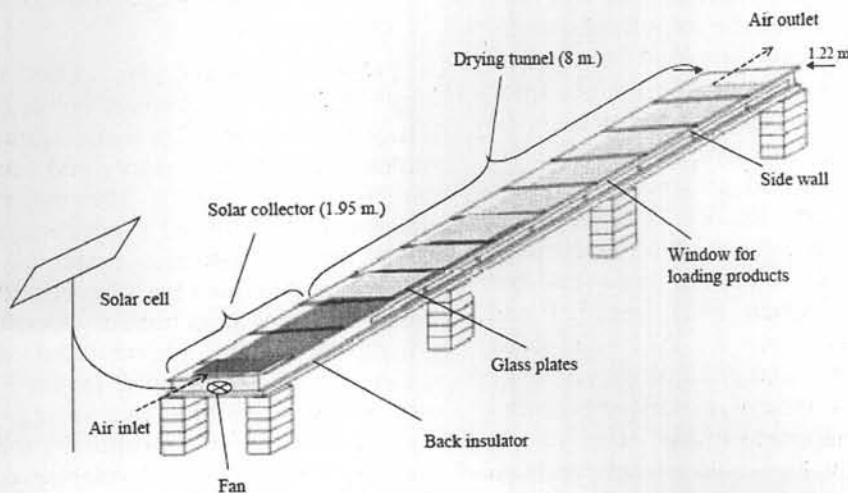 Air outlet
Drying tunnel (8 m.)
1.22 m
Side wall
Solar collector (1.95 m.)
Window for
loading products
Solar cell
Glass plates
Air inlet
Back insulator
Fan